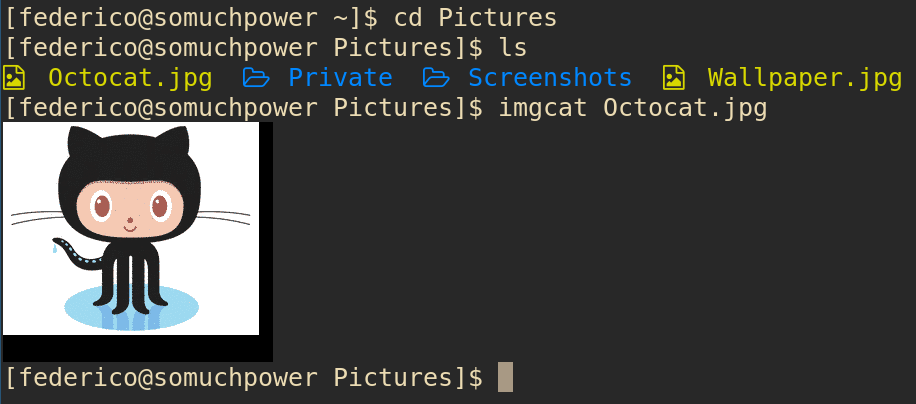 [federico@somuchpower ~]$ cd Pictures
[federico@somuchpower Pictures]$ ls
Octocat.jpg Private Screenshots Wallpaper.jpg
[federico@somuchpower Pictures]$ imgcat Octocat.jpg
[federico@somuchpower Pictures]$